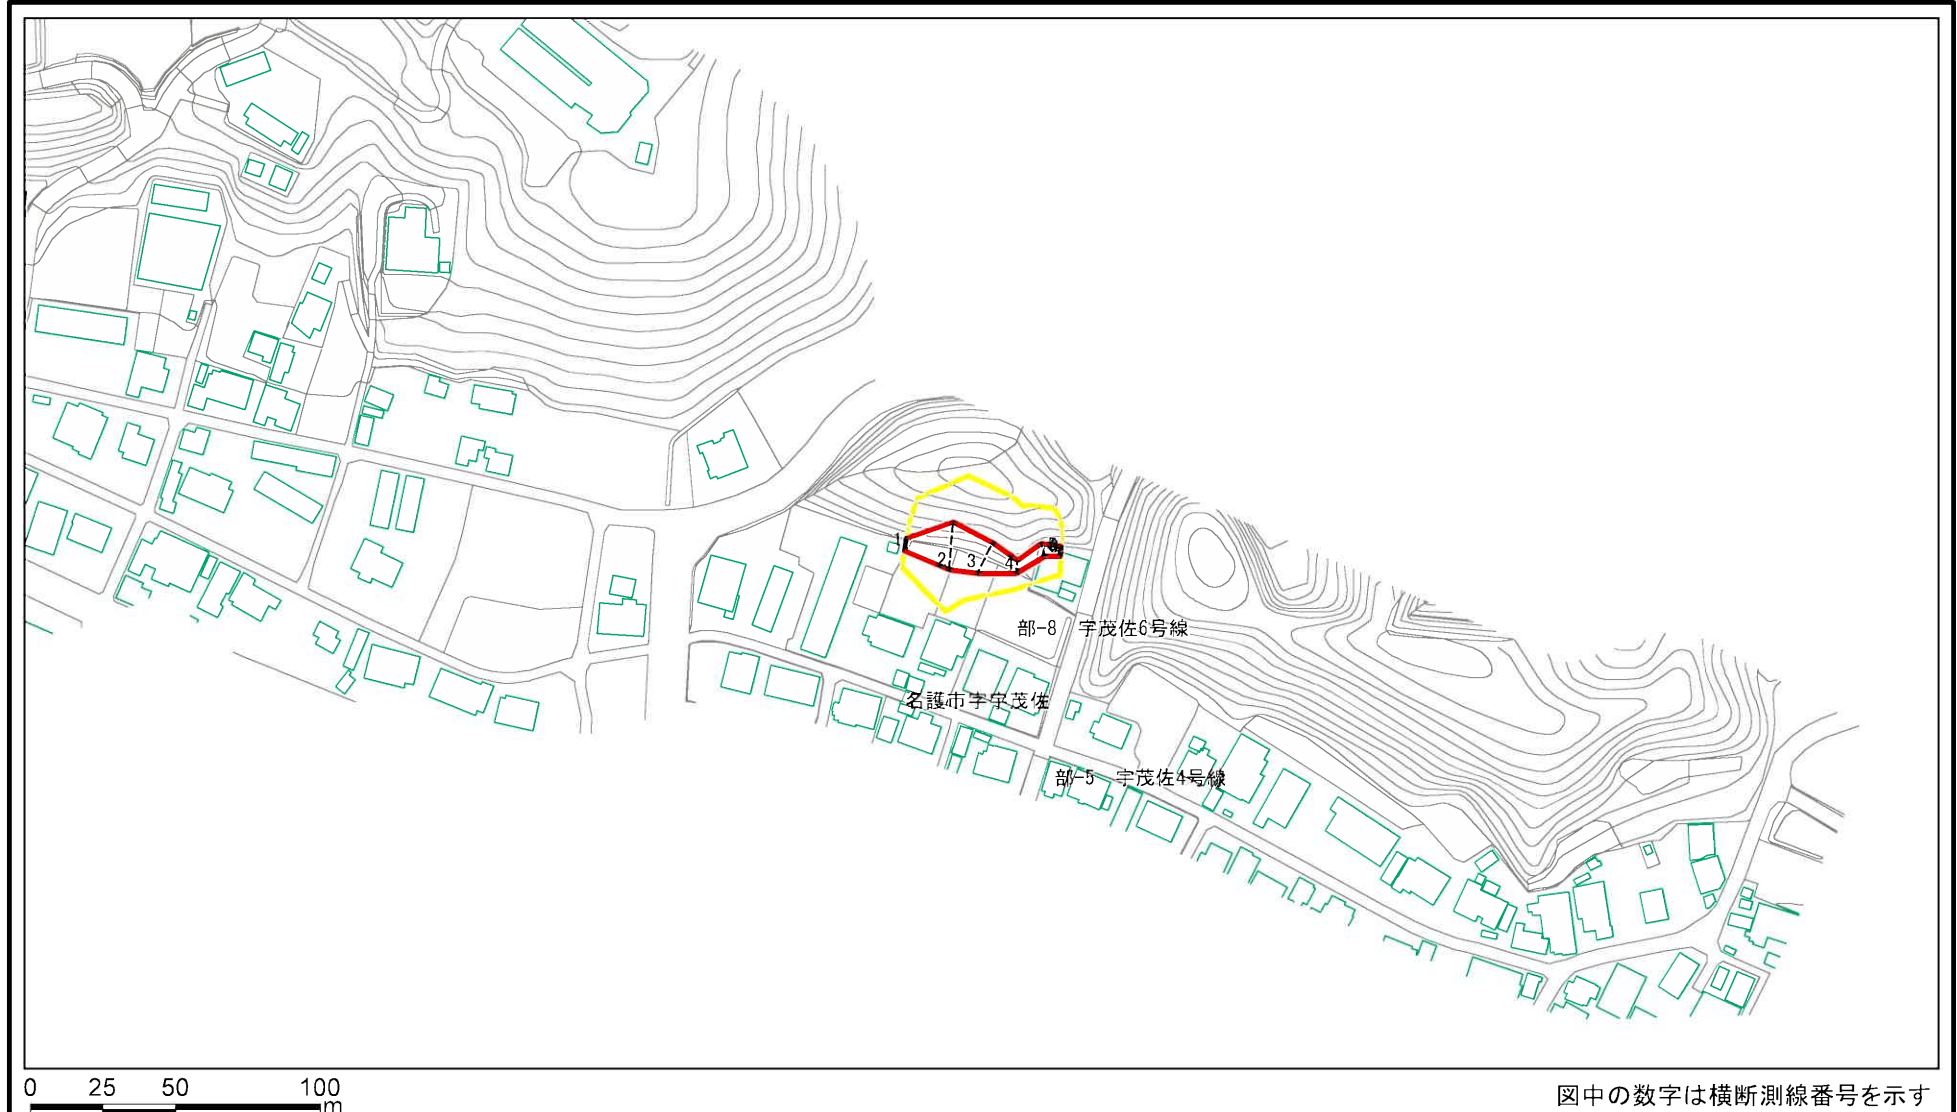 1
2
3
4
部-8 宇茂佐6号線
名護市字宇茂佐
部-5 宇茂佐4号線
0 25 50 100
m
図中の数字は横断測線番号を示す